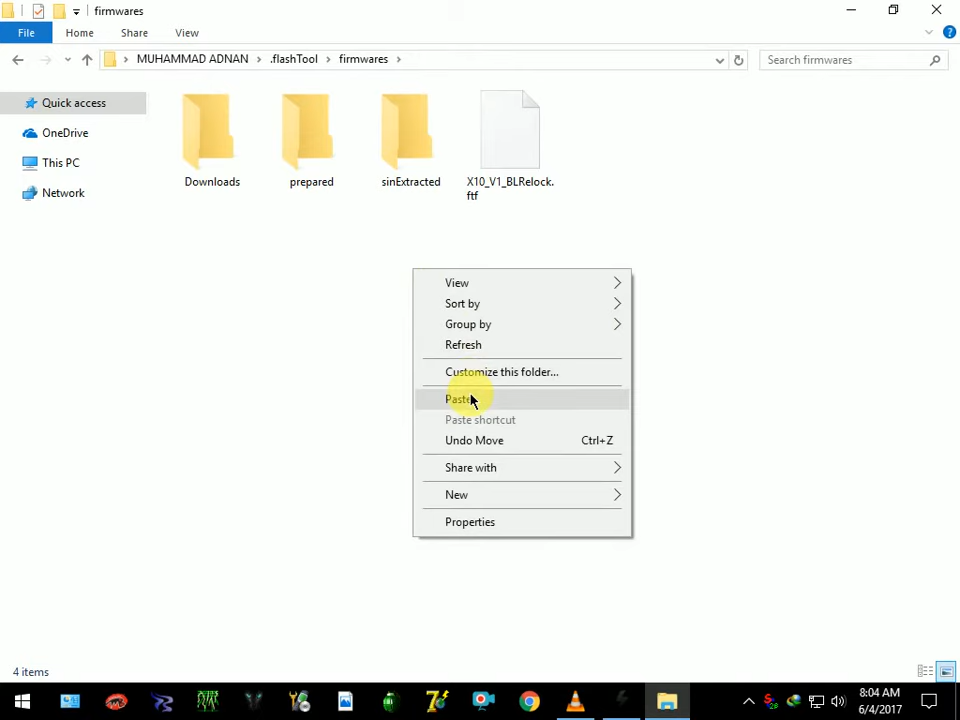 firmwares
File
Home
Share
View
MUHAMMAD ADNAN
.flashTool
firmwares
Search firmwares
Quick access
OneDrive
This PC
Network
Downloads
prepared
sinExtracted
X10_V1_BLRelock.
ftf
View
Sort by
Group by
Refresh
Customize this folder...
Paste
Paste shortcut
Undo Move Ctrl+Z
Share with
New
Properties
4 items
8:04 AM
6/4/2017